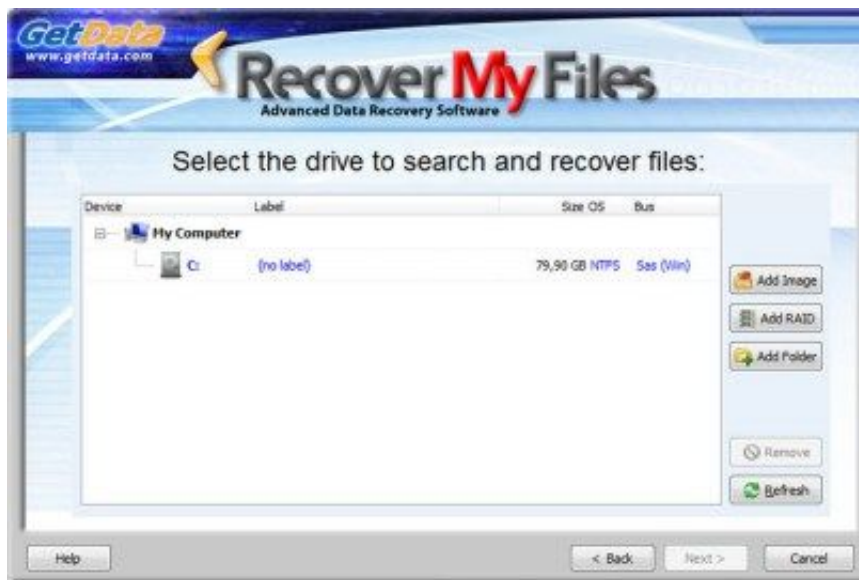 GetData
www.getdata.com
Recover My Files
Advanced Data Recovery Software
Select the drive to search and recover files:
Device Label Size OS Bus
My Computer
C: (no label) 79,90 GB NTFS Sas (Win)
Add Image
Add RAID
Add Folder
Remove
Refresh
Help < Back Next > Cancel